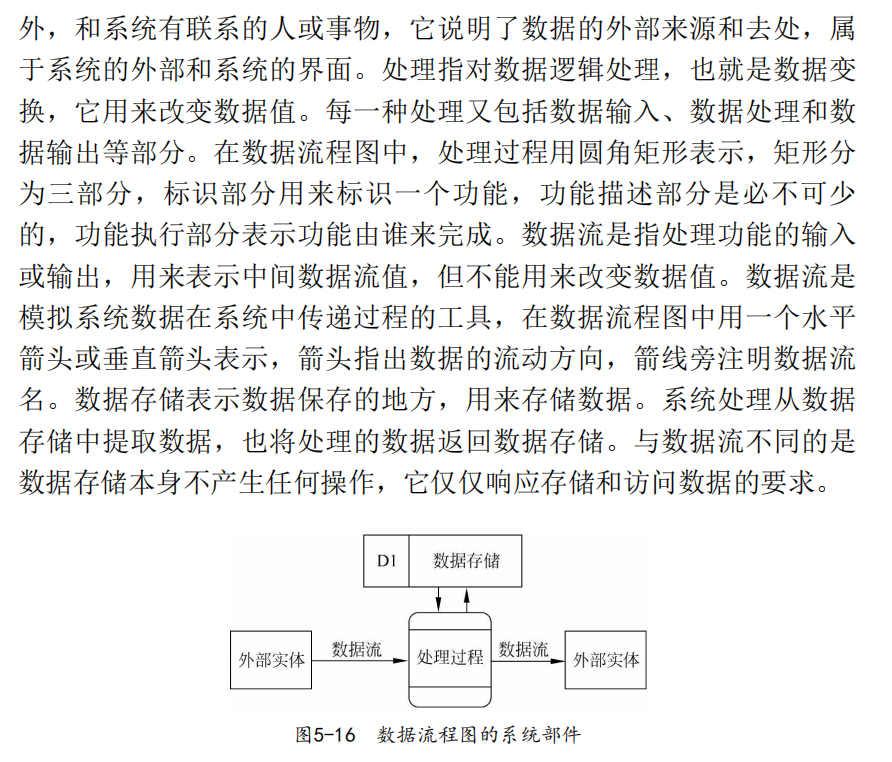 外，和系统有联系的人或事物，它说明了数据的外部来源和去处，属
于系统的外部和系统的界面。处理指对数据逻辑处理，也就是数据变
换，它用来改变数据值。每一种处理又包括数据输入、数据处理和数
据输出等部分。在数据流程图中，处理过程用圆角矩形表示，矩形分
为三部分，标识部分用来标识一个功能，功能描述部分是必不可少
的，功能执行部分表示功能由谁来完成。数据流是指处理功能的输入
或输出，用来表示中间数据流值，但不能用来改变数据值。数据流是
模拟系统数据在系统中传递过程的工具，在数据流程图中用一个水平
箭头或垂直箭头表示，箭头指出数据的流动方向，箭线旁注明数据流
名。数据存储表示数据保存的地方，用来存储数据。系统处理从数据
存储中提取数据，也将处理的数据返回数据存储。与数据流不同的是
数据存储本身不产生任何操作，它仅仅响应存储和访问数据的要求。
D1 数据存储
外部实体 数据流 处理过程 数据流 外部实体
图5-16 数据流程图的系统部件